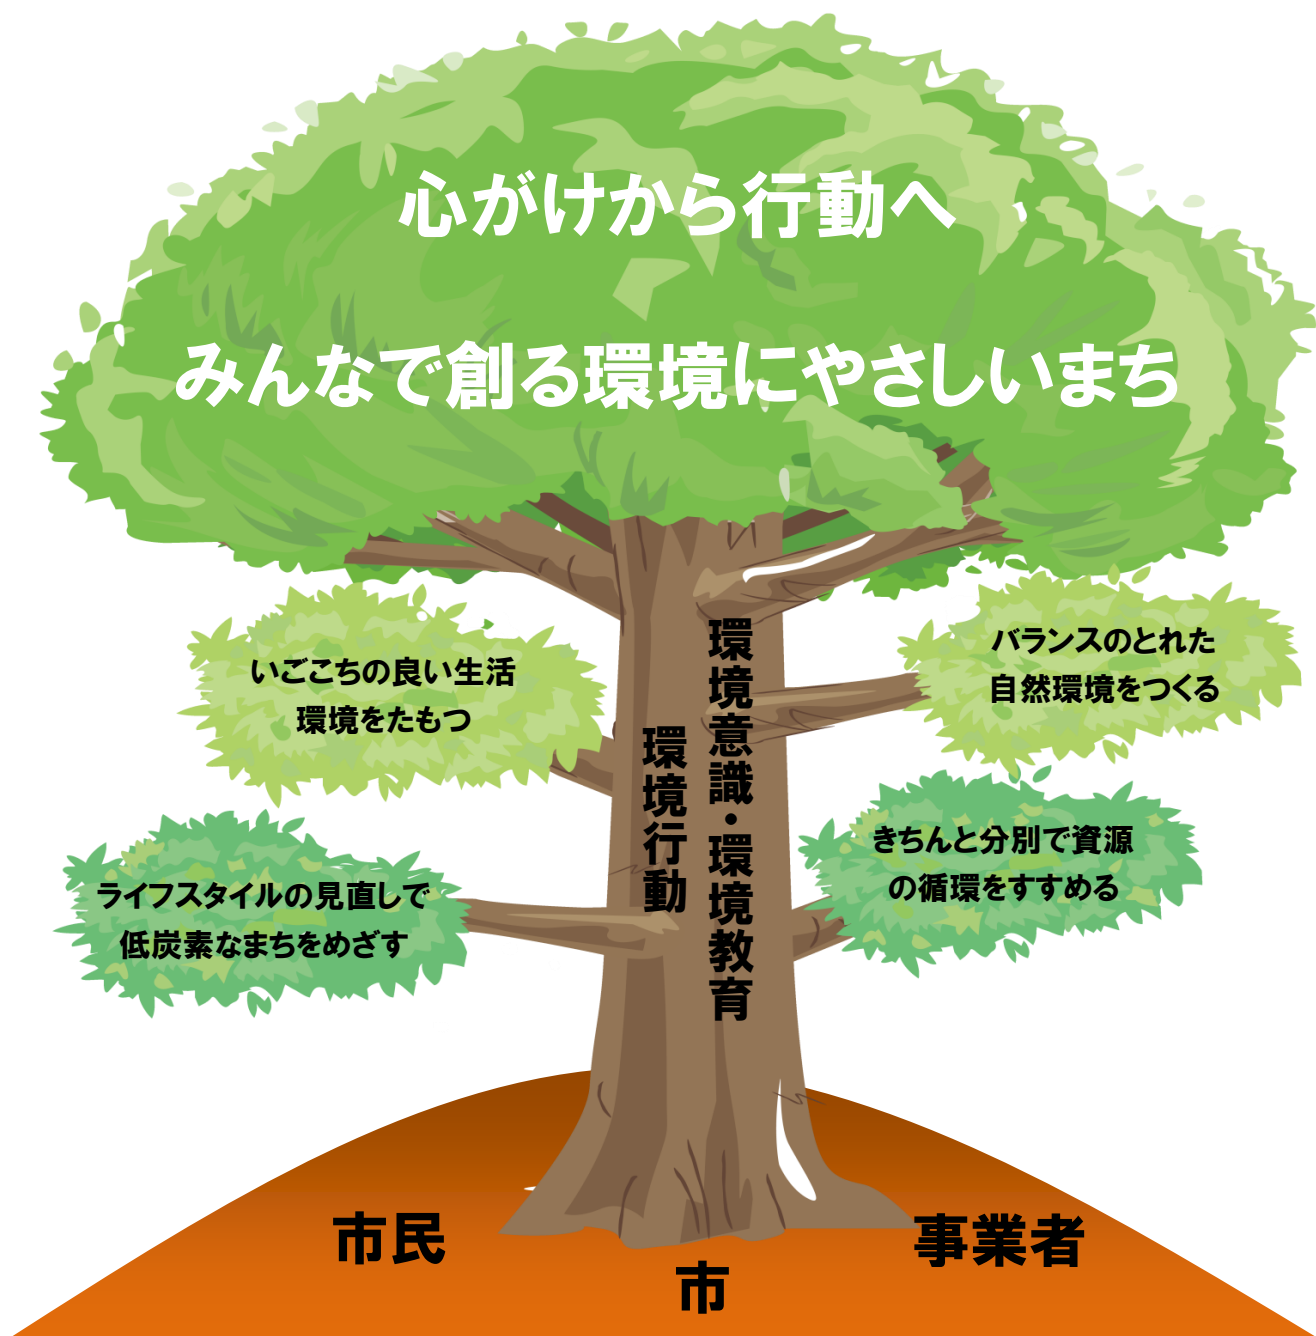 心がけから行動へ
みんなで創る環境にやさしいまち
いごこちの良い生活
環境をたもつ
バランスのとれた
自然環境をつくる
環境意識・環境教育
環境行動
ライフスタイルの見直しで
低炭素なまちをめざす
きちんと分別で資源
の循環をすすめる
市民
市
事業者